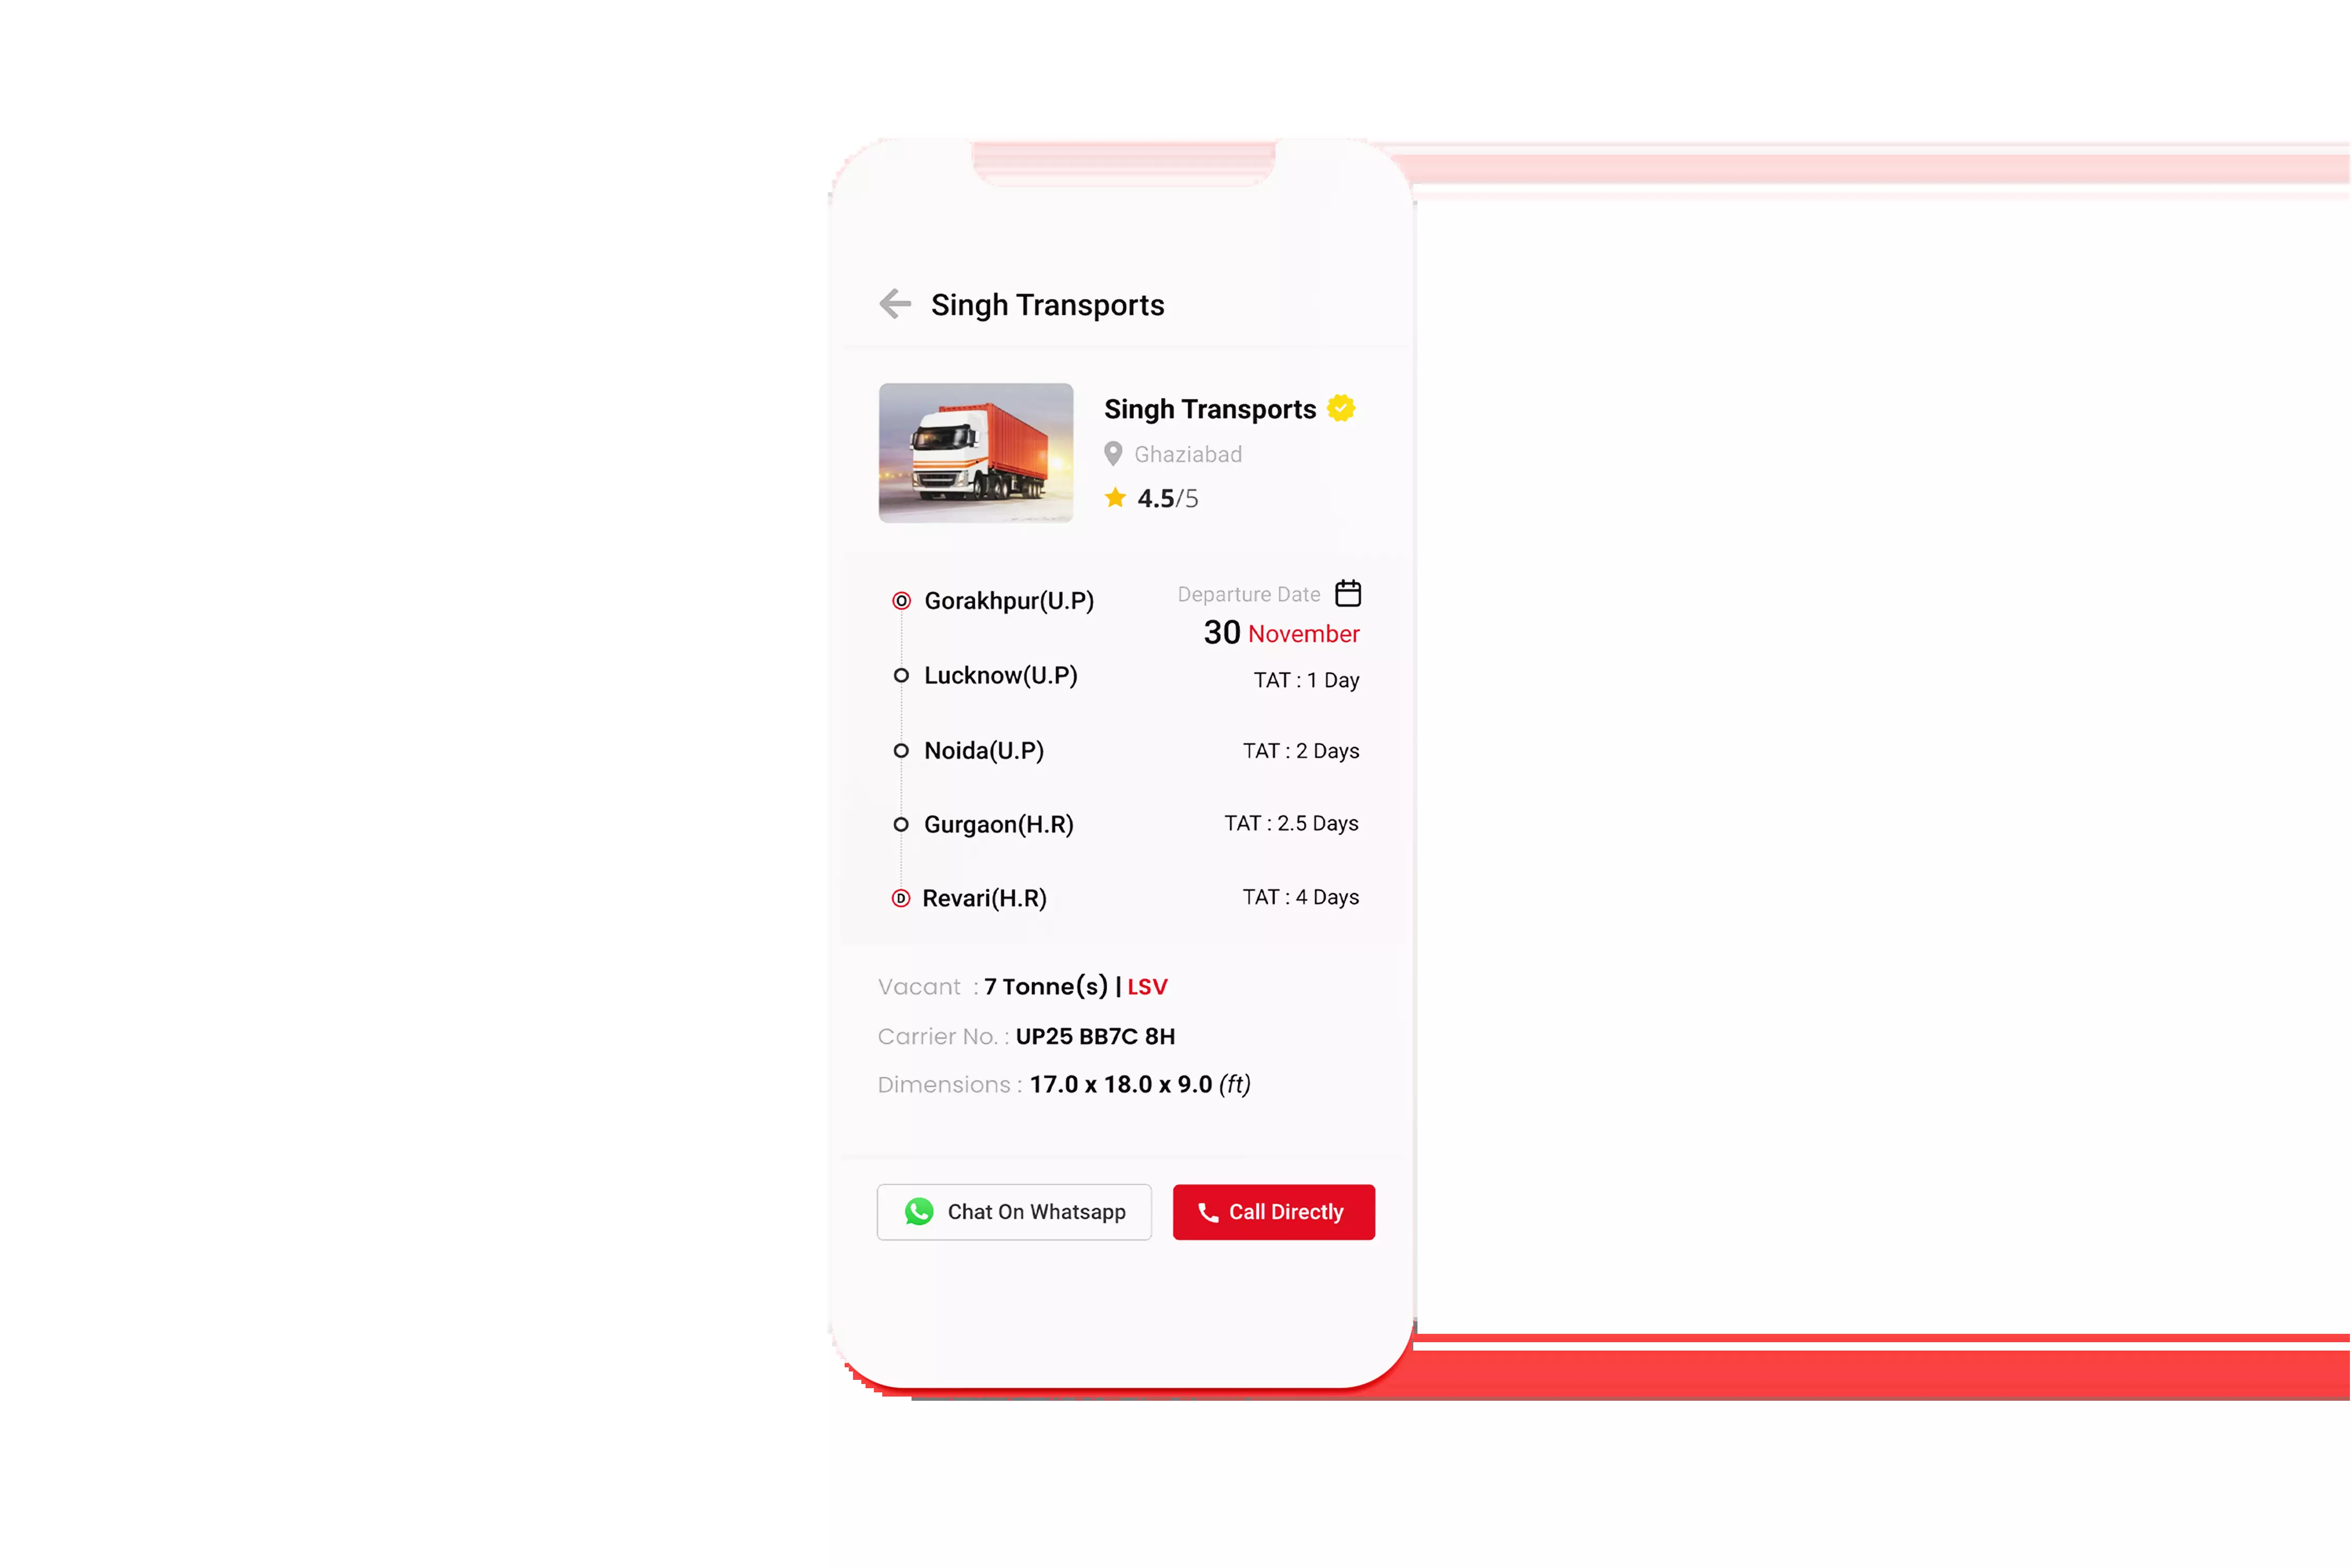 Singh Transports
Singh Transports
Ghaziabad
4.5/5
O Gorakhpur(U.P)
Departure Date
30 November
Lucknow(U.P)
TAT : 1 Day
Noida(U.P)
TAT : 2 Days
Gurgaon(H.R)
TAT : 2.5 Days
D Revari(H.R)
TAT : 4 Days
Vacant : 7 Tonne(s) | LSV
Carrier No. : UP25 BB7C 8H
Dimensions : 17.0 x 18.0 x 9.0 (ft)
Chat On Whatsapp
Call Directly